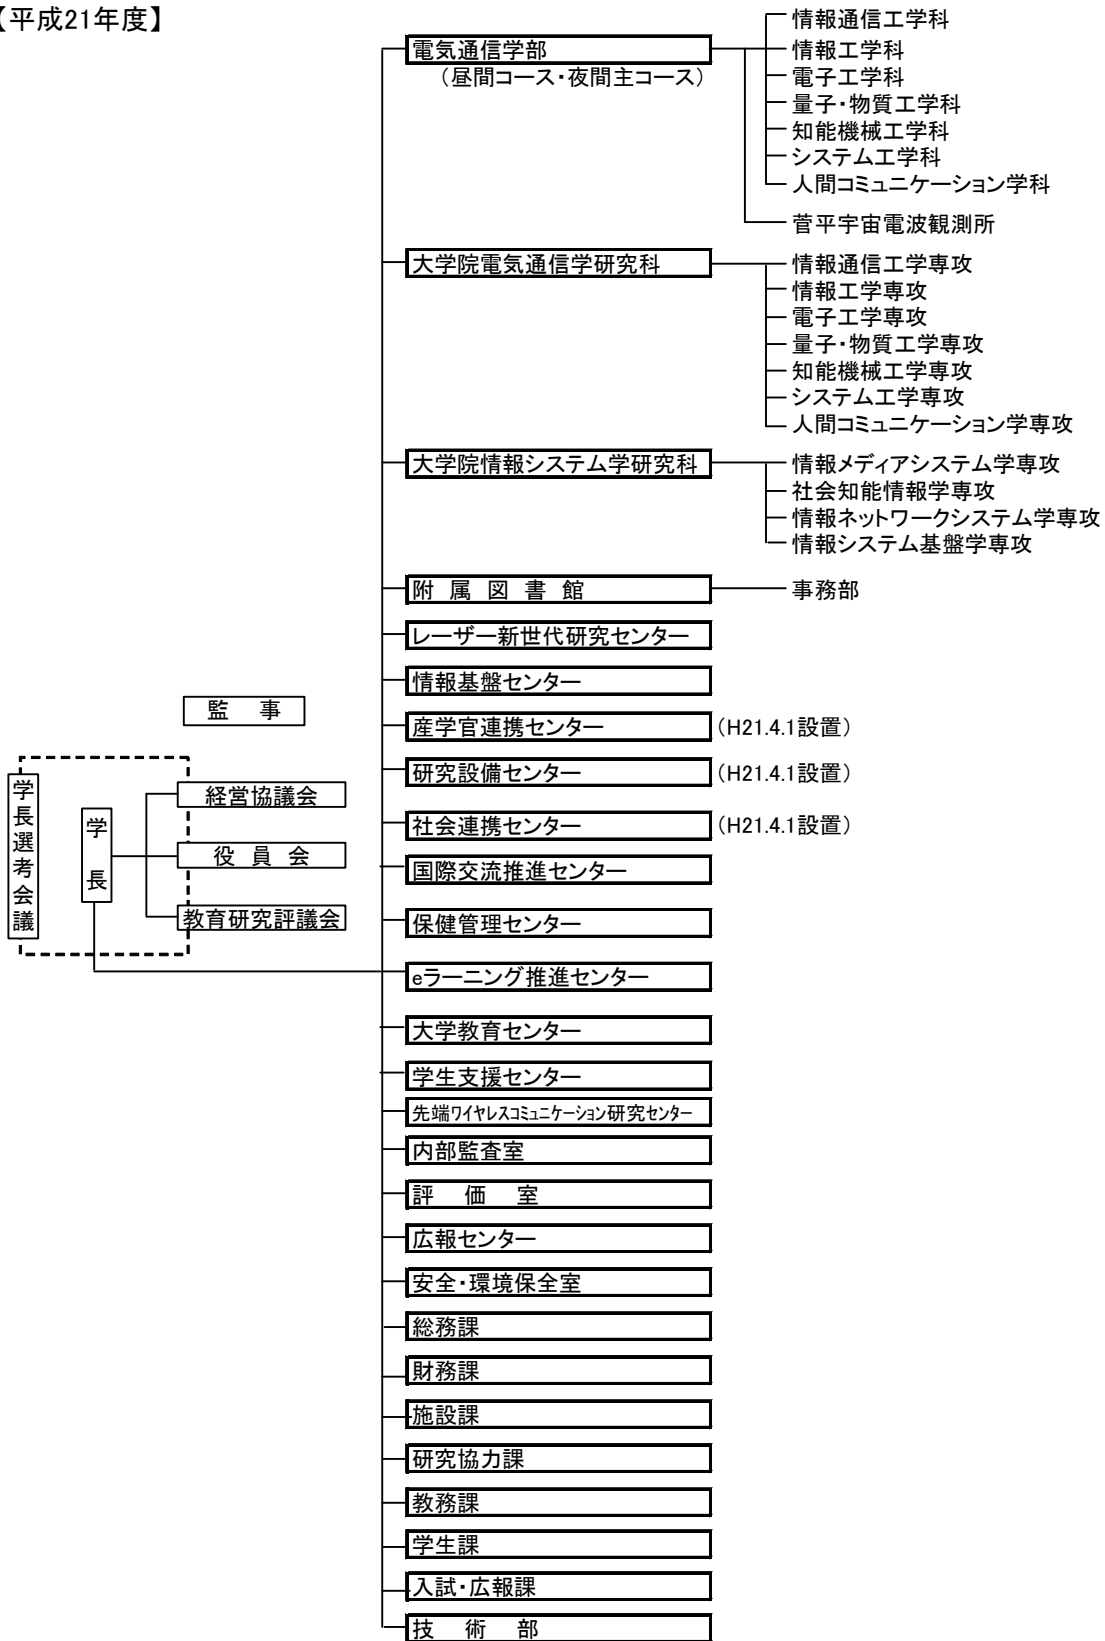 【平成21年度】
電気通信学部
（昼間コース・夜間主コース）
情報通信工学科
情報工学科
電子工学科
量子・物質工学科
知能機械工学科
システム工学科
人間コミュニケーション学科
菅平宇宙電波観測所
大学院電気通信学研究科
情報通信工学専攻
情報工学専攻
電子工学専攻
量子・物質工学専攻
知能機械工学専攻
システム工学専攻
人間コミュニケーション学専攻
大学院情報システム学研究科
情報メディアシステム学専攻
社会知能情報学専攻
情報ネットワークシステム学専攻
情報システム基盤学専攻
附属図書館
事務部
レーザー新世代研究センター
情報基盤センター
監事
産学官連携センター
（H21.4.1設置）
研究設備センター
（H21.4.1設置）
社会連携センター
（H21.4.1設置）
学長選考会議
学長
経営協議会
役員会
教育研究評議会
国際交流推進センター
保健管理センター
eラーニング推進センター
大学教育センター
学生支援センター
先端ワイヤレスコミュニケーション研究センター
内部監査室
評価室
広報センター
安全・環境保全室
総務課
財務課
施設課
研究協力課
教務課
学生課
入試・広報課
技術部